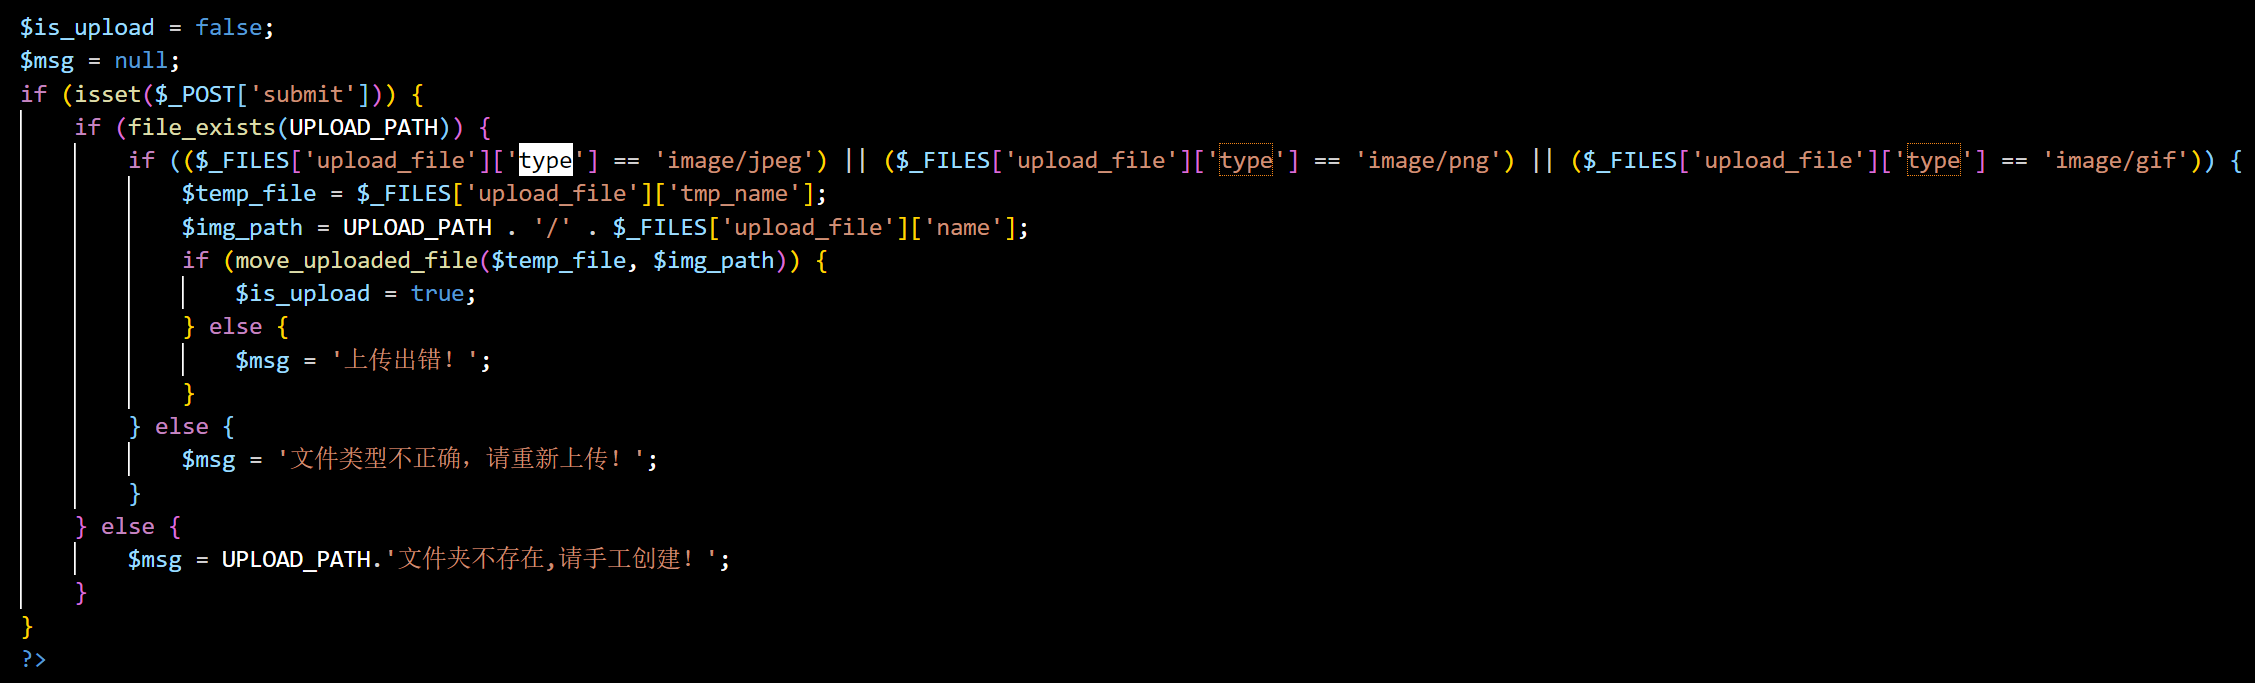 $is_upload = false;
$msg = null;
if (isset($_POST['submit'])) {
    if (file_exists(UPLOAD_PATH)) {
        if (($_FILES['upload_file']['type'] == 'image/jpeg') || ($_FILES['upload_file']['type'] == 'image/png') || ($_FILES['upload_file']['type'] == 'image/gif')) {
            $temp_file = $_FILES['upload_file']['tmp_name'];
            $img_path = UPLOAD_PATH . '/' . $_FILES['upload_file']['name'];
            if (move_uploaded_file($temp_file, $img_path)) {
                $is_upload = true;
            } else {
                $msg = '上传出错！';
            }
        } else {
            $msg = '文件类型不正确，请重新上传！';
        }
    } else {
        $msg = UPLOAD_PATH.'文件夹不存在,请手工创建！';
    }
}
?>